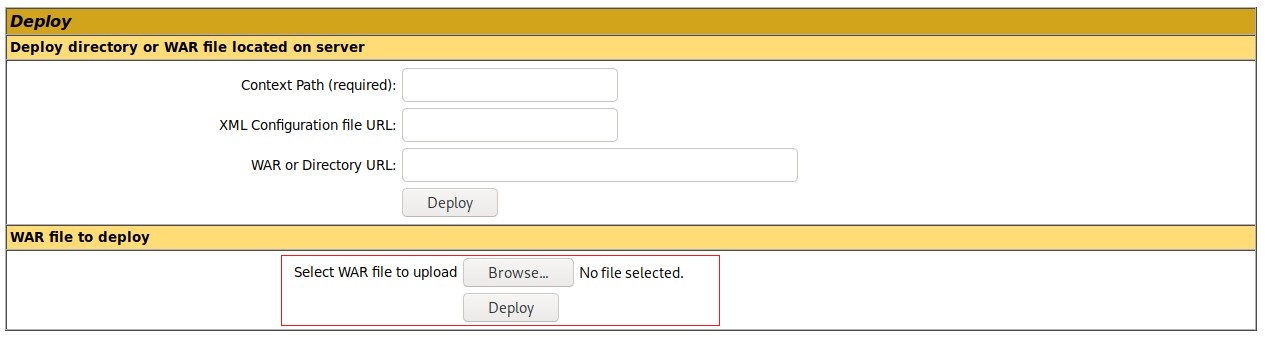 Deploy
Deploy directory or WAR file located on server
Context Path (required):
XML Configuration file URL:
WAR or Directory URL:
Deploy
WAR file to deploy
Select WAR file to upload Browse... No file selected.
Deploy